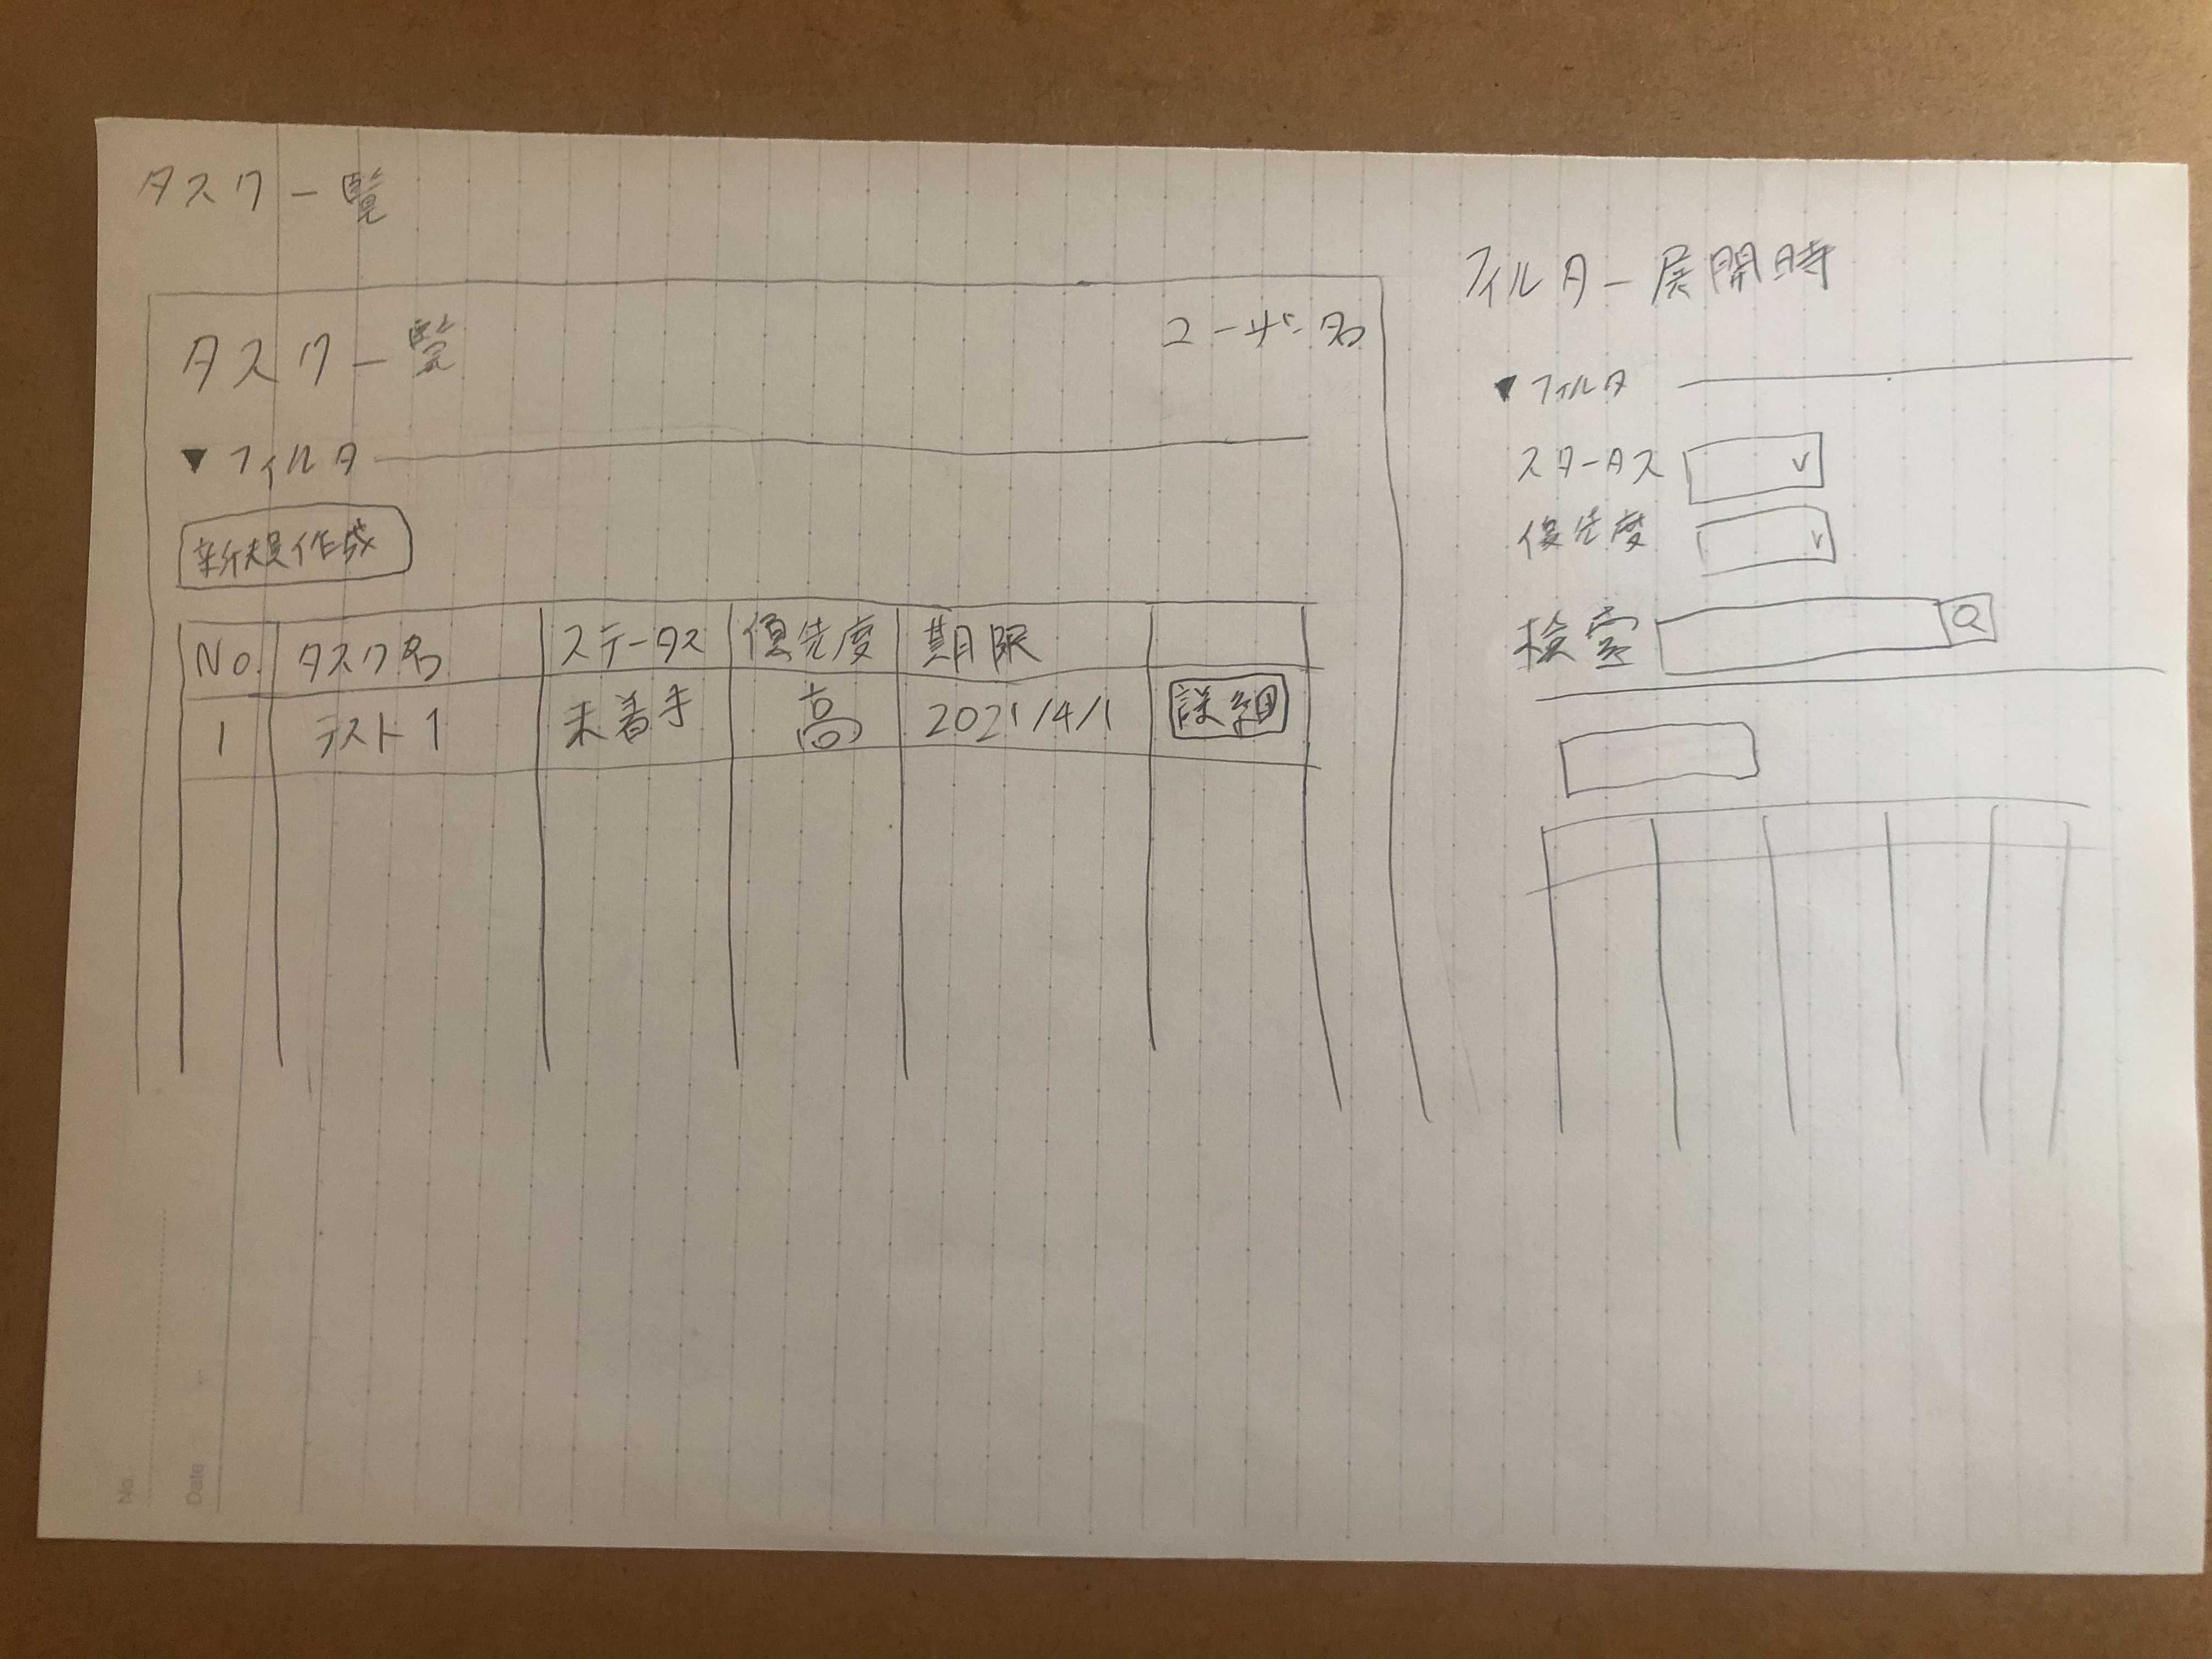 タスク一覧
タスク一覧
ユーザー名
▼ フィルタ
新規作成
No. タスク名 ステータス 優先度 期限
1 テスト1 未着手 高 2021/4/1 詳細
フィルター展開時
▼ フィルタ
スタータス
優先度
検索
No.
Date